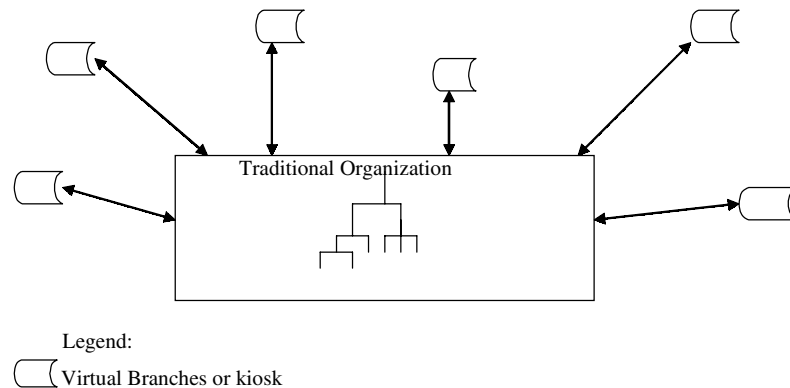 Traditional Organization
Legend:
Virtual Branches or kiosk